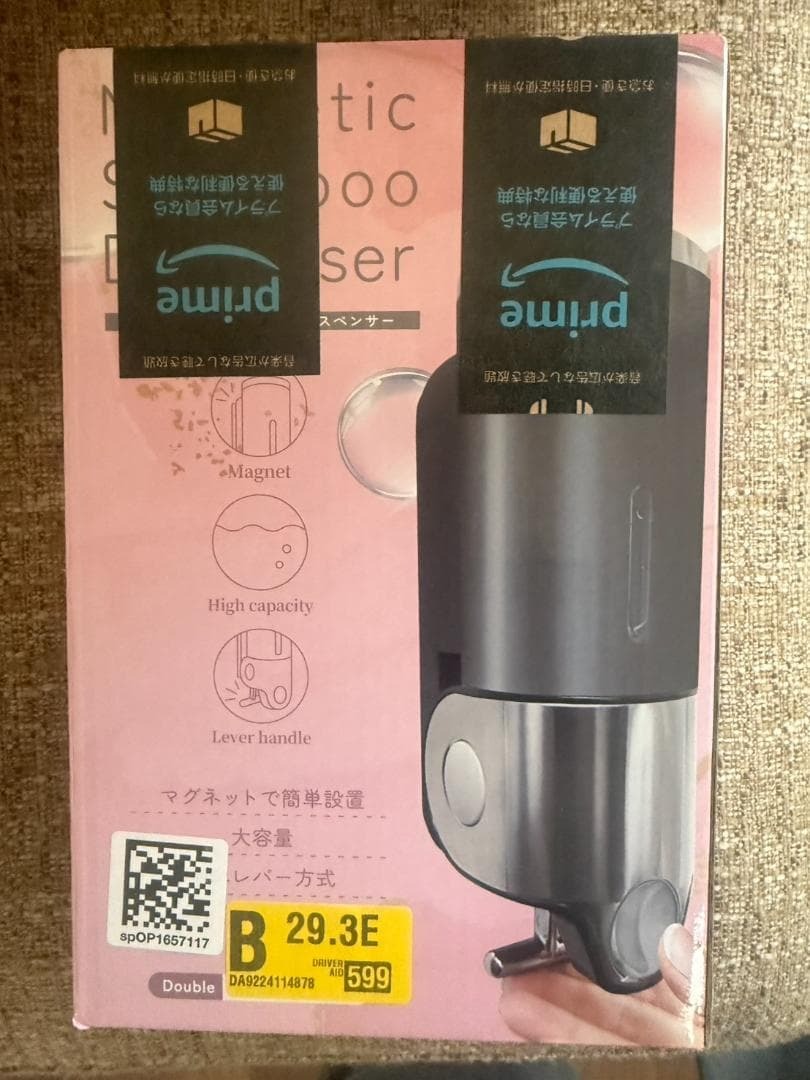 tic
oo
ser
スペンサー
お急ぎ便・日時指定便が無料
使える便利な特典
プライム会員なら
prime
音楽が広告なしで聴き放題
お急ぎ便・日時指定便が無料
使える便利な特典
プライム会員なら
prime
音楽が広告なしで聴き放題
Magnet
High capacity
Lever handle
マグネットで簡単設置
大容量
レバー方式
spOP1657117
B 29.3E
DRIVER
AID 599
DA9224114878
Double